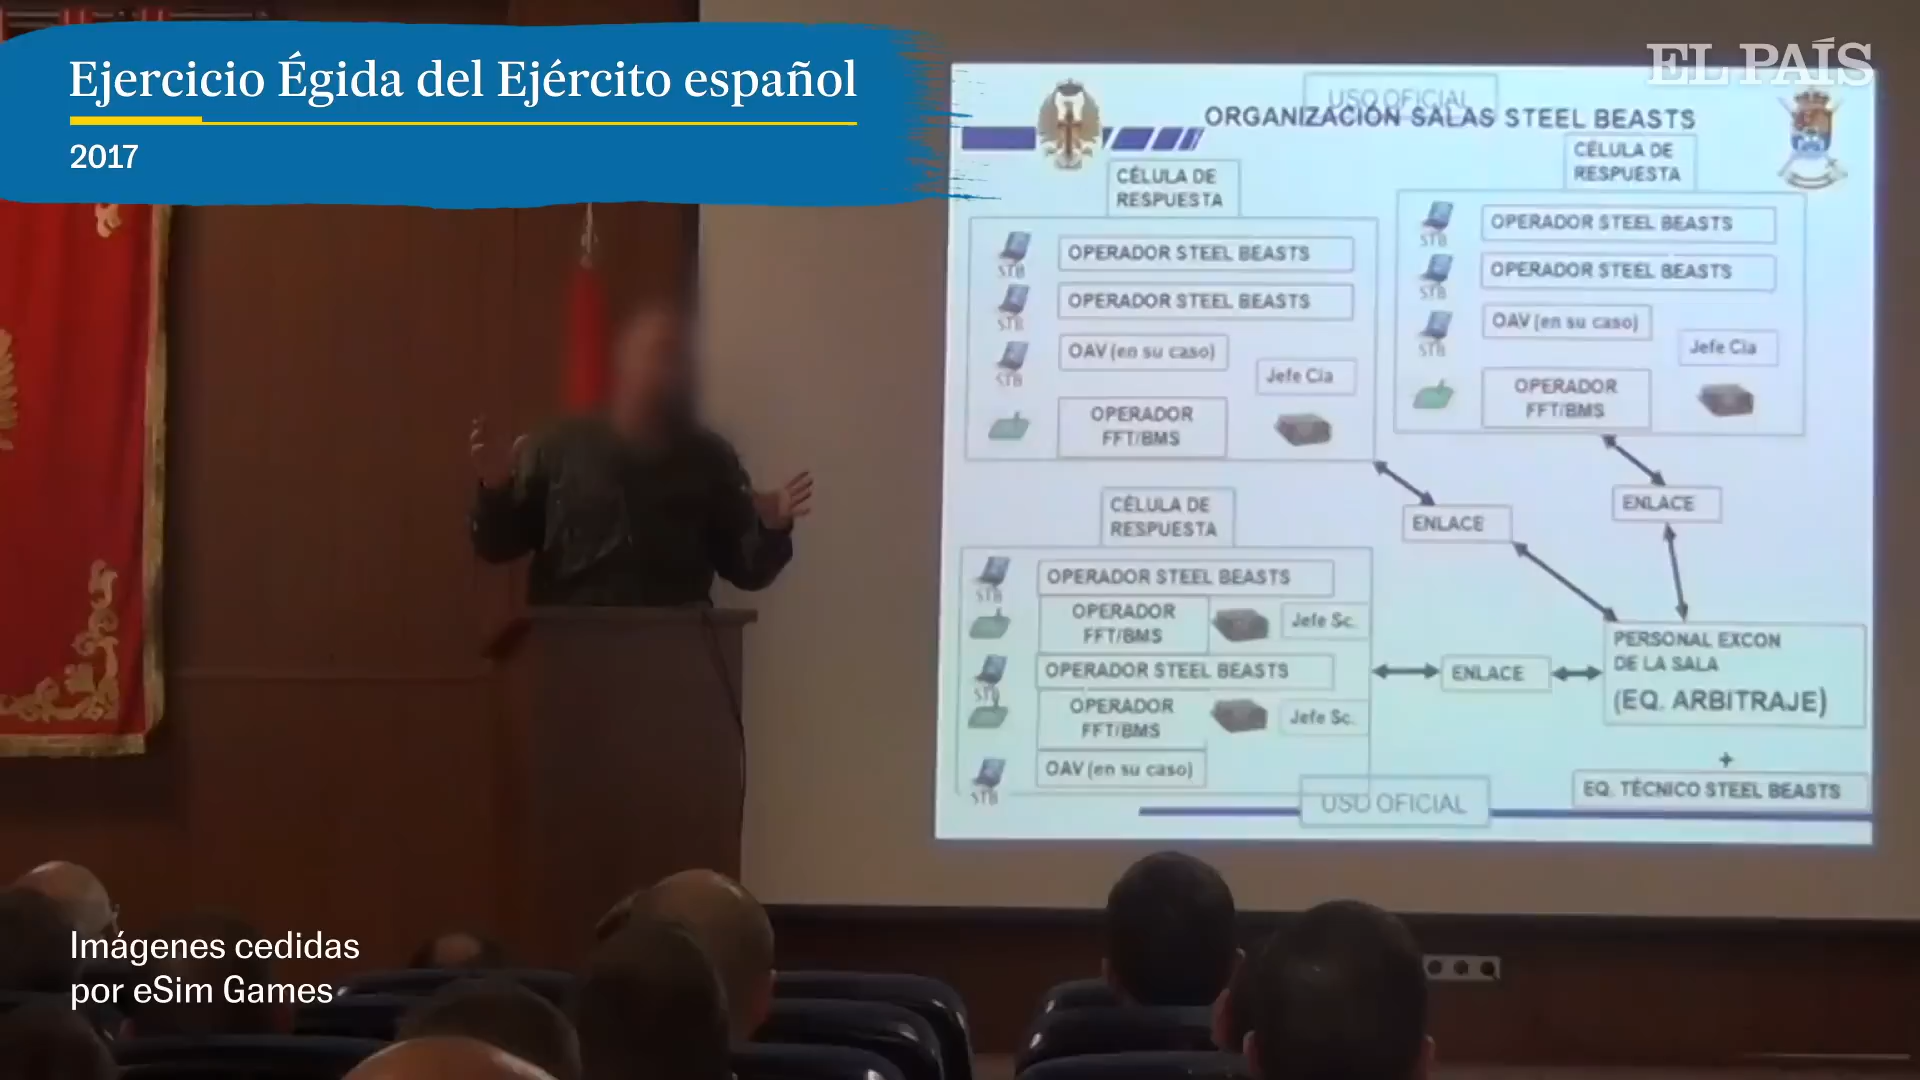 Ejercicio Égida del Ejército español
2017
EL PAÍS
USO OFICIAL
ORGANIZACIÓN SALAS STEEL BEASTS
CÉLULA DE
RESPUESTA
STB
OPERADOR STEEL BEASTS
STB
OPERADOR STEEL BEASTS
STB
OAV (en su caso)
Jefe Cia
OPERADOR
FFT/BMS
CÉLULA DE
RESPUESTA
STB
OPERADOR STEEL BEASTS
STB
OPERADOR STEEL BEASTS
STB
OAV (en su caso)
Jefe Cia
OPERADOR
FFT/BMS
ENLACE
ENLACE
CÉLULA DE
RESPUESTA
STB
OPERADOR STEEL BEASTS
OPERADOR
FFT/BMS
Jefe Sc.
STB
OPERADOR STEEL BEASTS
OPERADOR
FFT/BMS
Jefe Sc.
STB
OAV (en su caso)
ENLACE
PERSONAL EXCON
DE LA SALA
(EQ. ARBITRAJE)
+
EQ. TÉCNICO STEEL BEASTS
USO OFICIAL
Imágenes cedidas
por eSim Games